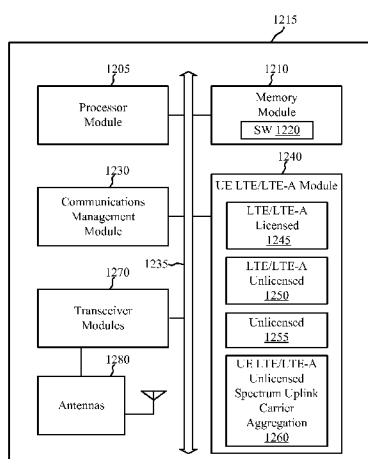 1215
1205
Processor
Module
1210
Memory
Module
SW 1220
1230
Communications
Management
Module
1240
UE LTE/LTE-A Module
LTE/LTE-A
Licensed
1245
LTE/LTE-A
Unlicensed
1250
Unlicensed
1255
UE LTE/LTE-A
Unlicensed
Spectrum Uplink
Carrier
Aggregation
1260
1235
1270
Transceiver
Modules
1280
Antennas